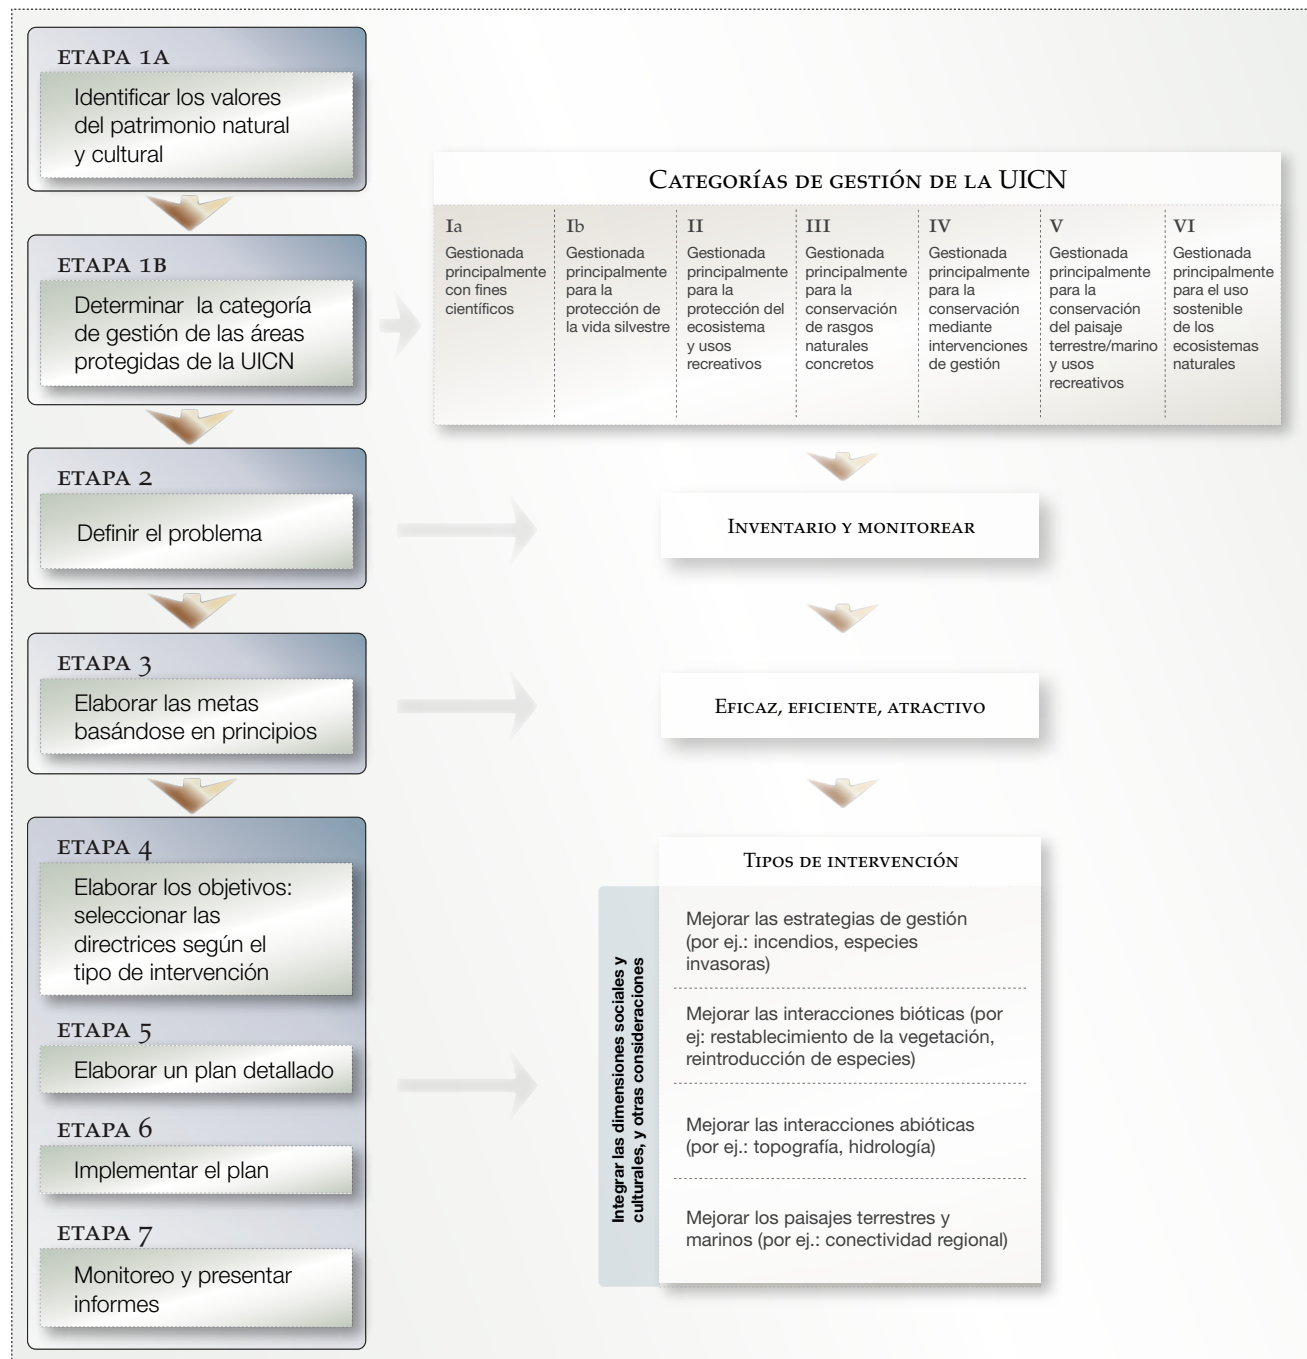 ETAPA 1A
Identificar los valores
del patrimonio natural
y cultural
ETAPA 1B
Determinar la categoría
de gestión de las áreas
protegidas de la UICN
CATEGORÍAS DE GESTIÓN DE LA UICN
Ia
Gestionada
principalmente
con fines
científicos
Ib
Gestionada
principalmente
para la
protección de
la vida silvestre
II
Gestionada
principalmente
para la
protección del
ecosistema
y usos
recreativos
III
Gestionada
principalmente
para la
conservación
de rasgos
naturales
concretos
IV
Gestionada
principalmente
para la
conservación
mediante
intervenciones
de gestión
V
Gestionada
principalmente
para la
conservación
del paisaje
terrestre/marino
y usos
recreativos
VI
Gestionada
principalmente
para el uso
sostenible
de los
ecosistemas
naturales
ETAPA 2
Definir el problema
INVENTARIO Y MONITOREAR
ETAPA 3
Elaborar las metas
basándose en principios
EFICAZ, EFICIENTE, ATRACTIVO
ETAPA 4
Elaborar los objetivos:
seleccionar las
directrices según el
tipo de intervención
ETAPA 5
Elaborar un plan detallado
ETAPA 6
Implementar el plan
ETAPA 7
Monitoreo y presentar
informes
Integrar las dimensiones sociales y
culturales, y otras consideraciones
TIPOS DE INTERVENCIÓN
Mejorar las estrategias de gestión
(por ej.: incendios, especies
invasoras)
Mejorar las interacciones bióticas (por
ej: restablecimiento de la vegetación,
reintroducción de especies)
Mejorar las interacciones abióticas
(por ej.: topografía, hidrología)
Mejorar los paisajes terrestres y
marinos (por ej.: conectividad regional)